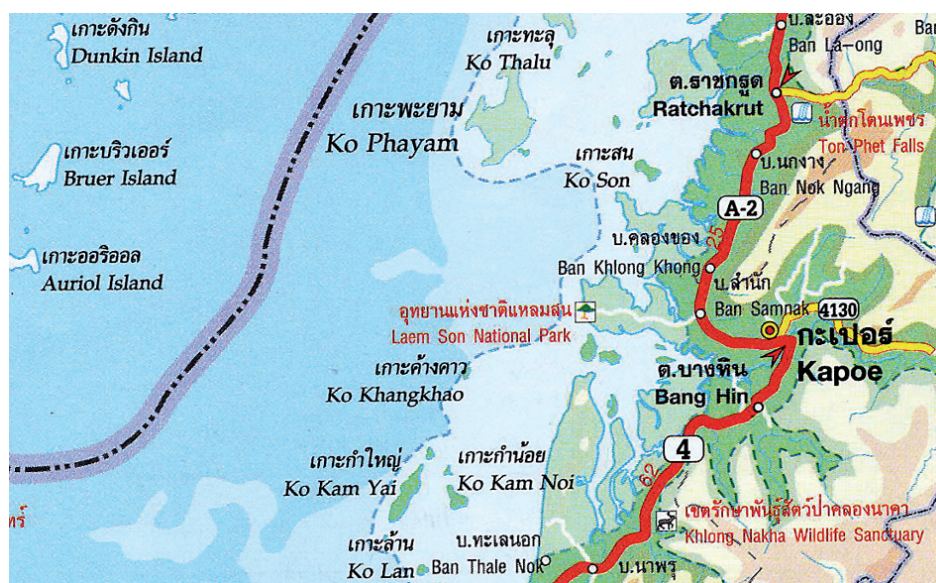 เกาะดังกิน
Dunkin Island
เกาะทะลุ
Ko Thalu
บ.ละออง
Ban La-ong
Ban
ต.ราชกรูด
Ratchakrut
เกาะพะยาม
Ko Phayam
น้ำตกโตนเพชร
Ton Phet Falls
เกาะบริวเออร์
Bruer Island
เกาะสน
Ko Son
บ.นกงาง
Ban Nok Ngang
A-2
25
เกาะออริออล
Auriol Island
บ.คลองของ
Ban Khlong Khong
บ.สำนัก
Ban Samnak
4130
อุทยานแห่งชาติแหลมสน
Laem Son National Park
กะเปอร์
Kapoe
เกาะค้างคาว
Ko Khangkhao
ต.บางหิน
Bang Hin
4
62
เกาะกำใหญ่
Ko Kam Yai
เกาะกำน้อย
Ko Kam Noi
เขตรักษาพันธุ์สัตว์ป่าคลองนาคา
Khlong Nakha Wildlife Sanctuary
ทร์
เกาะล้าน
Ko Lan
บ.ทะเลนอก
Ban Thale Nok
บ.นาพรุ